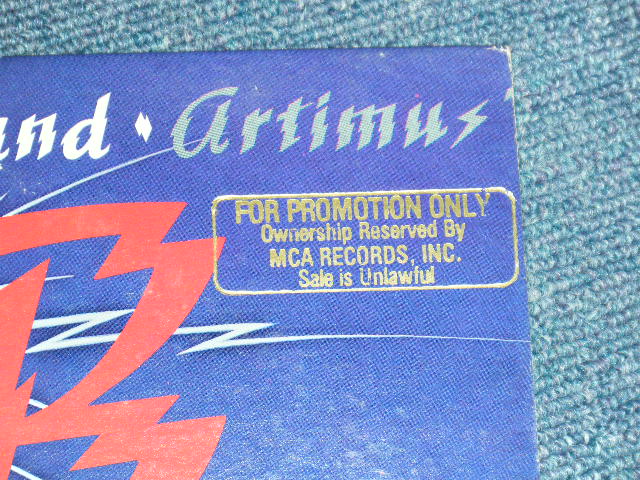 and ♦ Artimus
FOR PROMOTION ONLY
Ownership Reserved By
MCA RECORDS, INC.
Sale is Unlawful